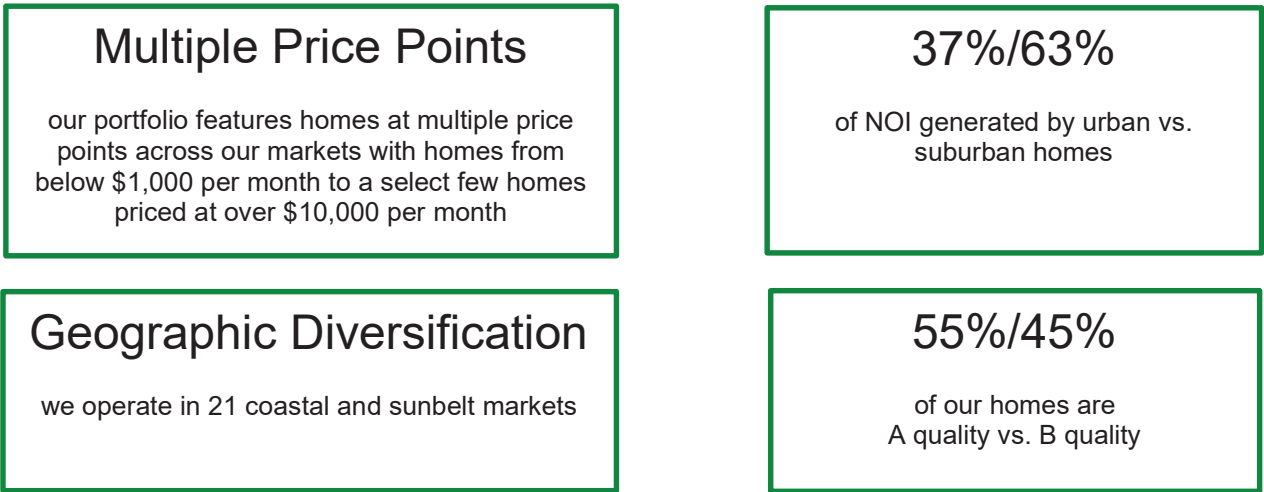 Multiple Price Points
our portfolio features homes at multiple price
points across our markets with homes from
below $1,000 per month to a select few homes
priced at over $10,000 per month
37%/63%
of NOI generated by urban vs.
suburban homes
Geographic Diversification
we operate in 21 coastal and sunbelt markets
55%/45%
of our homes are
A quality vs. B quality